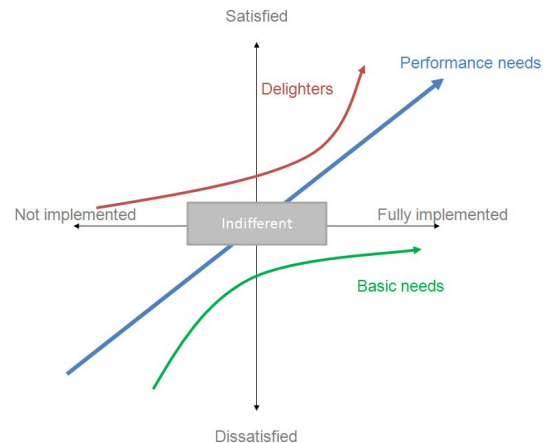 Satisfied
Performance needs
Delighters
Not implemented
Indifferent
Fully implemented
Basic needs
Dissatisfied